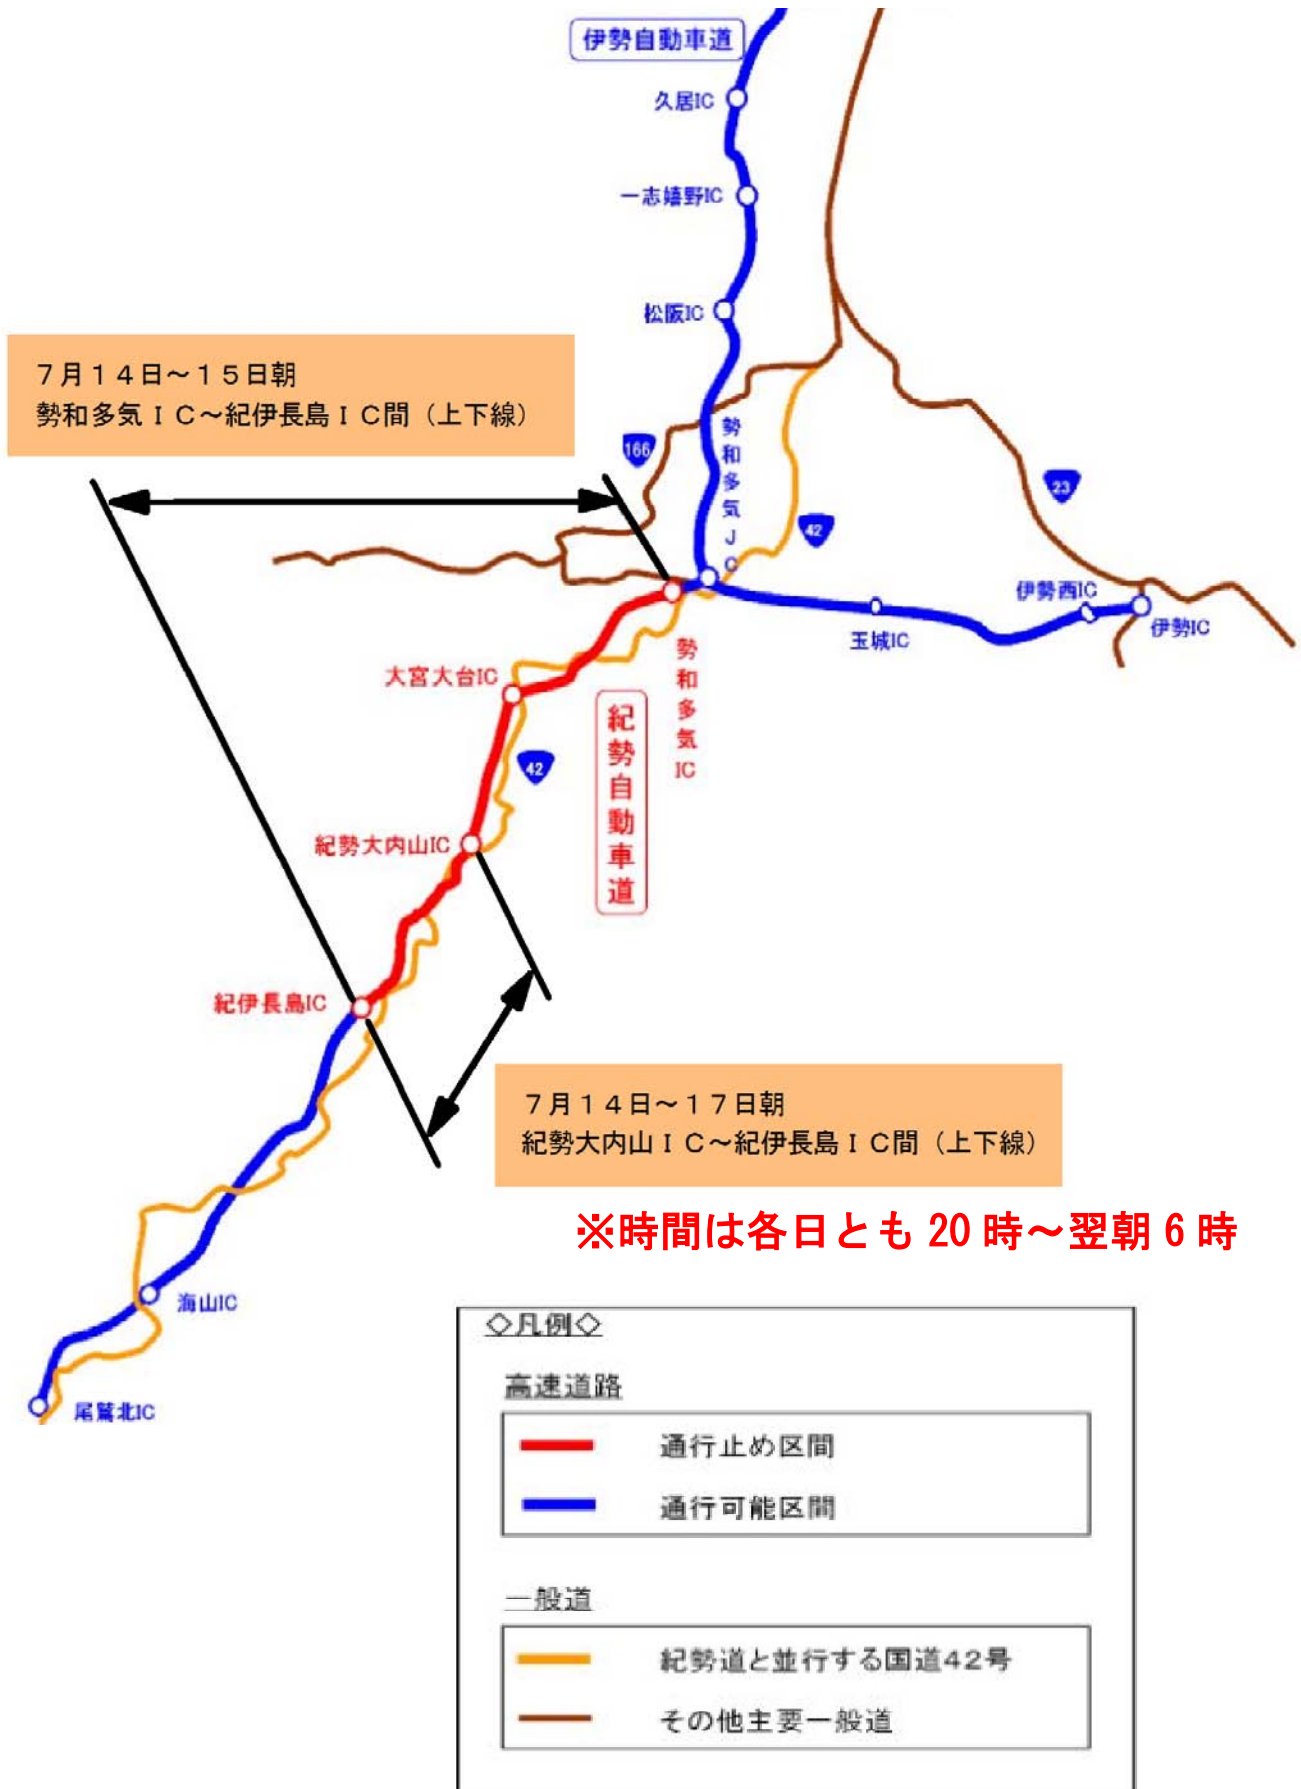 伊勢自動車道
久居IC
一志嬉野IC
松阪IC
7月14日～15日朝
勢和多気IC～紀伊長島IC間（上下線）
166
勢和多気JC
23
42
伊勢西IC
伊勢IC
玉城IC
大宮大台IC
勢和多気IC
紀勢自動車道
42
紀勢大内山IC
紀伊長島IC
7月14日～17日朝
紀勢大内山IC～紀伊長島IC間（上下線）
※時間は各日とも 20 時～翌朝 6 時
海山IC
尾鷲北IC
◇凡例◇
高速道路
通行止め区間
通行可能区間
一般道
紀勢道と並行する国道42号
その他主要一般道